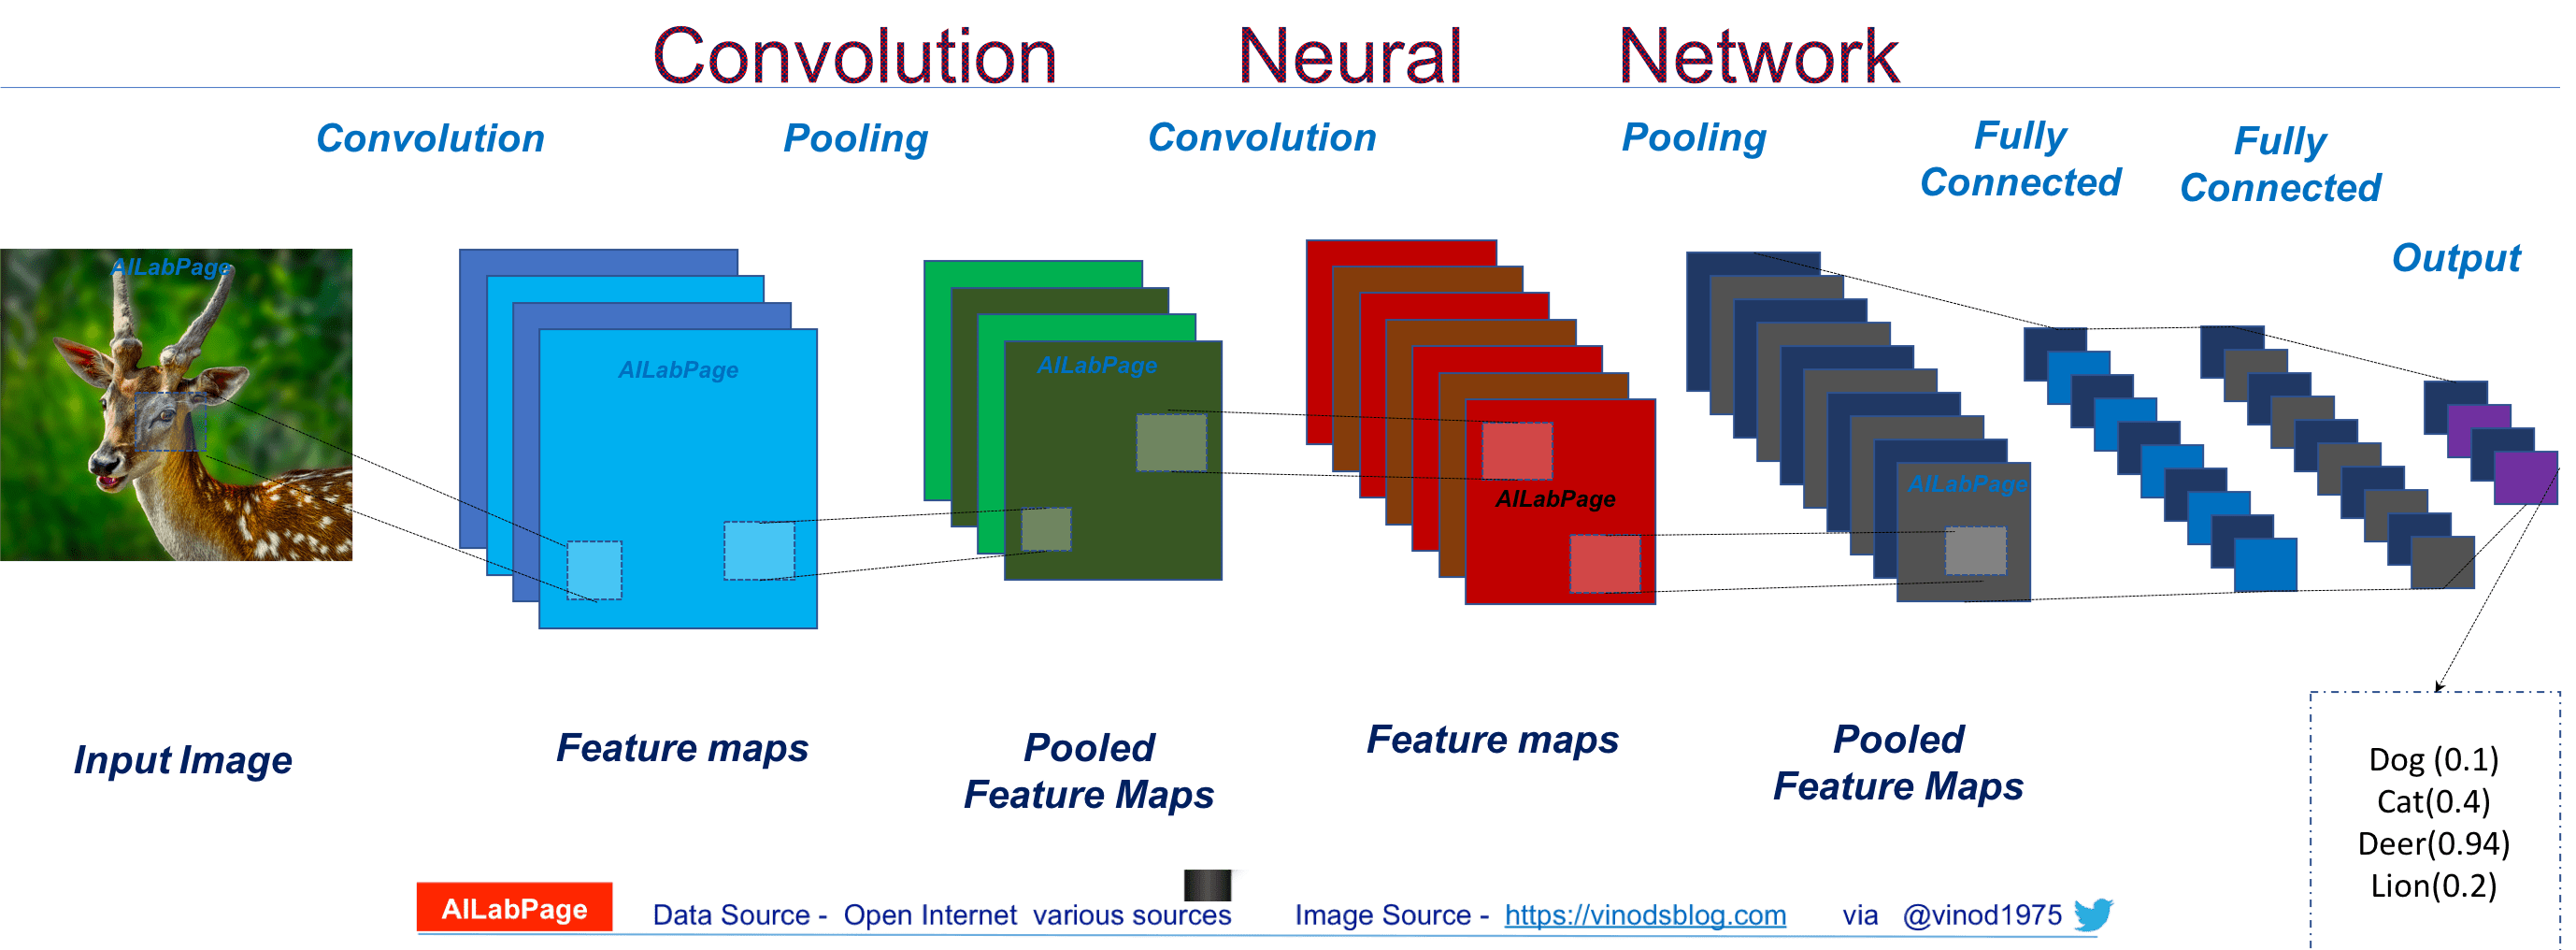 Convolution Neural Network
Convolution
Pooling
Convolution
Pooling
Fully
Connected
Fully
Connected
Output
AILabPage
AILabPage
AILabPage
AILabPage
AILabPage
Input Image
Feature maps
Pooled
Feature Maps
Feature maps
Pooled
Feature Maps
Dog (0.1)
Cat(0.4)
Deer(0.94)
Lion(0.2)
AILabPage
Data Source - Open Internet various sources
Image Source - https://vinodsblog.com
via @vinod1975